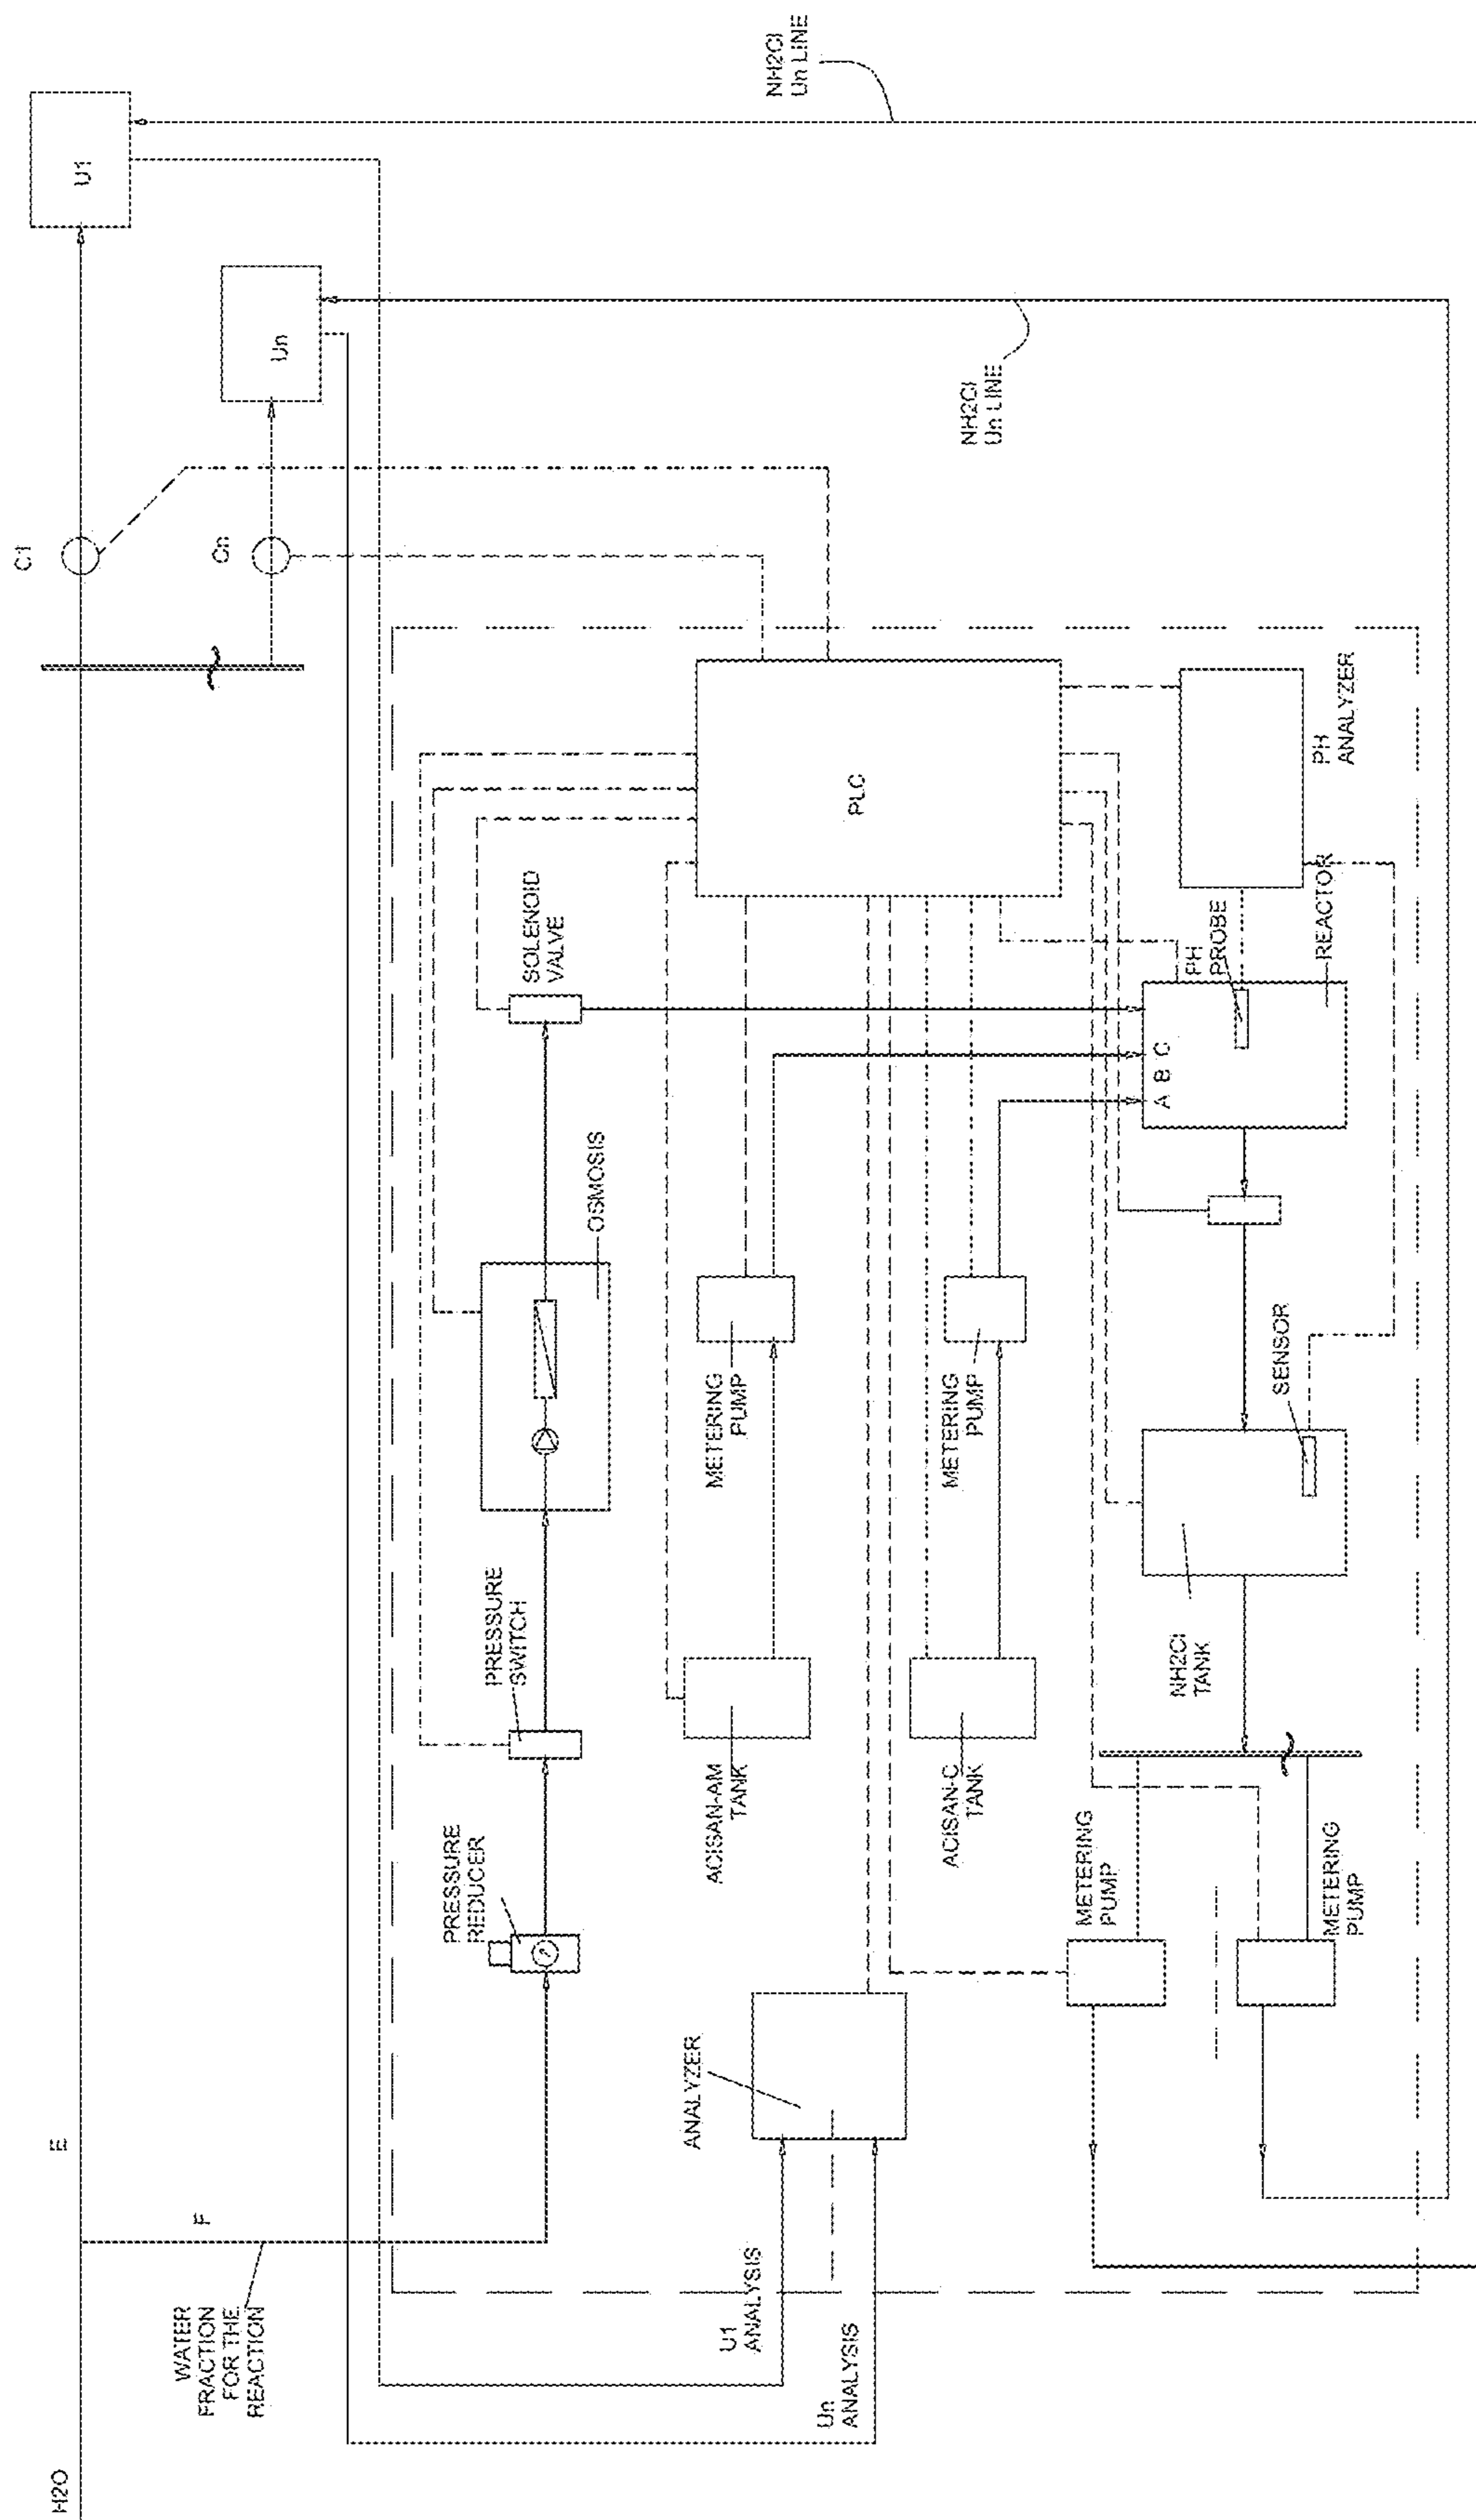 H2O
E
F
WATER
FRACTION
FOR THE
REACTION
C1
Cn
U1
Un
NH2Cl
Un LINE
NH2Cl
Un LINE
PRESSURE
REDUCER
PRESSURE
SWITCH
OSMOSIS
SOLENOID
VALVE
ANALYZER
U1
ANALYSIS
Un
ANALYSIS
ACISAN-AM
TANK
METERING
PUMP
ACISAN-C
TANK
METERING
PUMP
PLC
PH
PROBE
A B C
REACTOR
PH
ANALYZER
SENSOR
NH2Cl
TANK
METERING
PUMP
METERING
PUMP